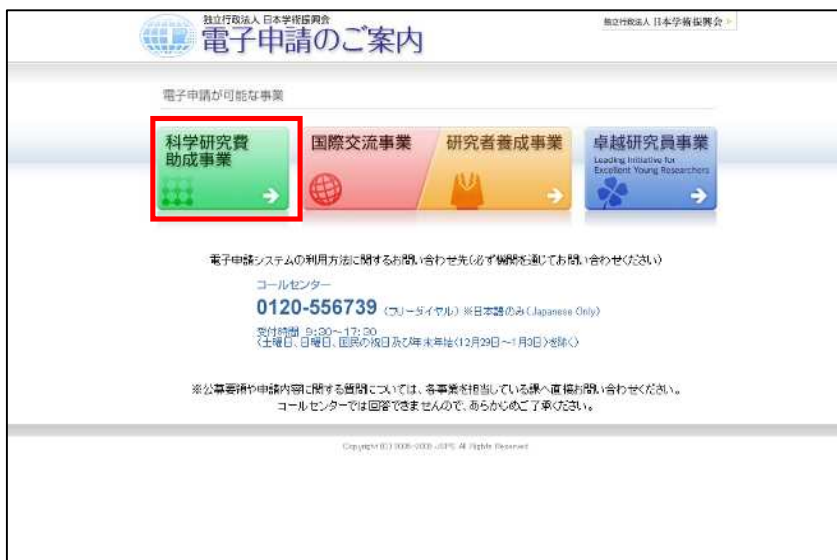 独立行政法人 日本学術振興会
電子申請のご案内
独立行政法人 日本学術振興会
電子申請が可能な事業
科学研究費
助成事業
国際交流事業
研究者養成事業
卓越研究員事業
Leading Initiative for
Excellent Young Researchers
電子申請システムの利用方法に関するお問い合わせ先(必ず機関を通じてお問い合わせください)
コールセンター
0120-556739 (フリーダイヤル) ※日本語のみ(Japanese Only)
受付時間 9:30～17:30
(土曜日、日曜日、国民の祝日及び年末年始(12月29日～1月3日)を除く)
※公募要領や申請内容に関する質問については、各事業を担当している課へ直接お問い合わせください。
コールセンターでは回答できませんので、あらかじめご了承ください。
Copyright (C) JSPS All Rights Reserved